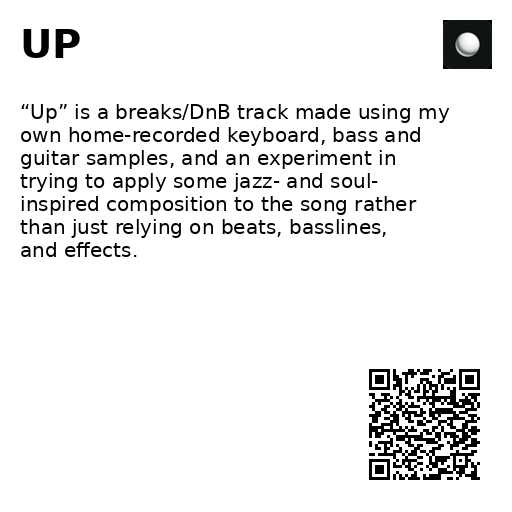 UP
“Up” is a breaks/DnB track made using my
own home-recorded keyboard, bass and
guitar samples, and an experiment in
trying to apply some jazz- and soul-
inspired composition to the song rather
than just relying on beats, basslines,
and effects.